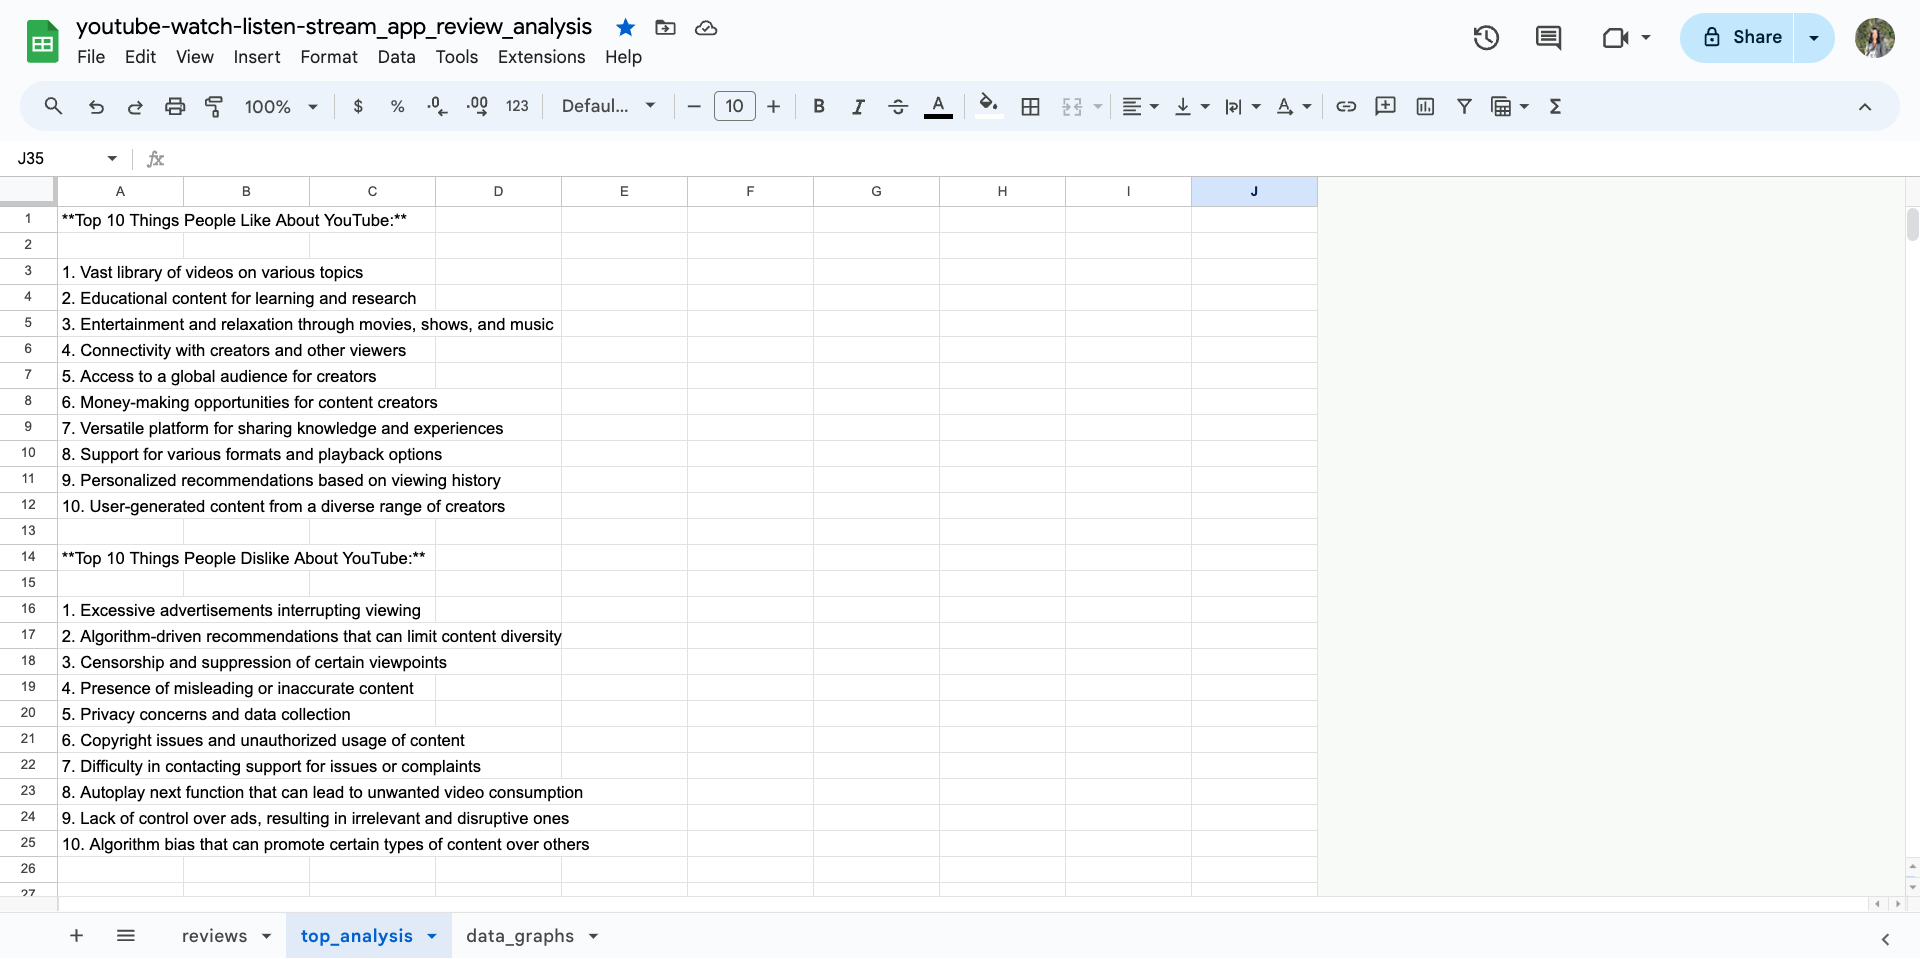 youtube-watch-listen-stream_app_review_analysis
File Edit View Insert Format Data Tools Extensions Help
Share
100% $ % .0 .00 123 Defaul... 10 B I S A Σ
J35 fx
A B C D E F G H I J
1 **Top 10 Things People Like About YouTube:**
2
3 1. Vast library of videos on various topics
4 2. Educational content for learning and research
5 3. Entertainment and relaxation through movies, shows, and music
6 4. Connectivity with creators and other viewers
7 5. Access to a global audience for creators
8 6. Money-making opportunities for content creators
9 7. Versatile platform for sharing knowledge and experiences
10 8. Support for various formats and playback options
11 9. Personalized recommendations based on viewing history
12 10. User-generated content from a diverse range of creators
13
14 **Top 10 Things People Dislike About YouTube:**
15
16 1. Excessive advertisements interrupting viewing
17 2. Algorithm-driven recommendations that can limit content diversity
18 3. Censorship and suppression of certain viewpoints
19 4. Presence of misleading or inaccurate content
20 5. Privacy concerns and data collection
21 6. Copyright issues and unauthorized usage of content
22 7. Difficulty in contacting support for issues or complaints
23 8. Autoplay next function that can lead to unwanted video consumption
24 9. Lack of control over ads, resulting in irrelevant and disruptive ones
25 10. Algorithm bias that can promote certain types of content over others
26
27
reviews top_analysis data_graphs